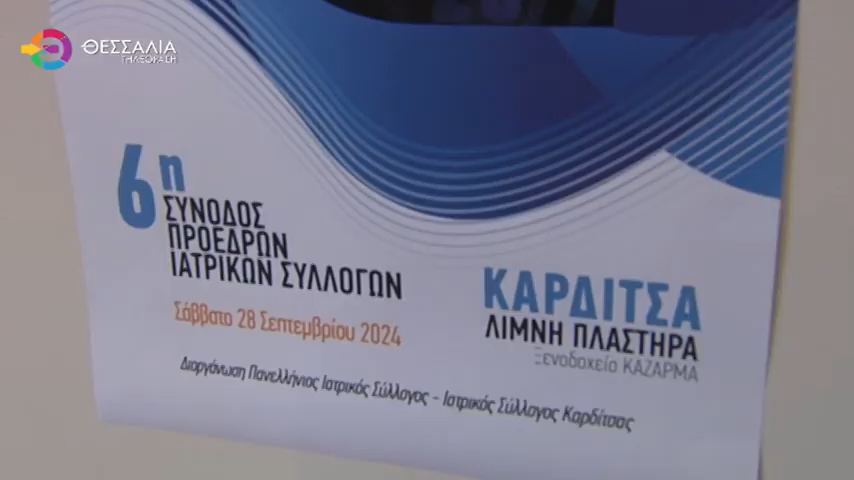 ΘΕΣΣΑΛΙΑ
ΤΗΛΕΟΡΑΣΗ
6η
ΣΥΝΟΔΟΣ
ΠΡΟΕΔΡΩΝ
ΙΑΤΡΙΚΩΝ ΣΥΛΛΟΓΩΝ
Σάββατο 28 Σεπτεμβρίου 2024
ΚΑΡΔΙΤΣΑ
ΛΙΜΝΗ ΠΛΑΣΤΗΡΑ
Ξενοδοχείο ΚΑΖΑΡΜΑ
Διοργάνωση Πανελλήνιος Ιατρικός Σύλλογος - Ιατρικός Σύλλογος Καρδίτσας